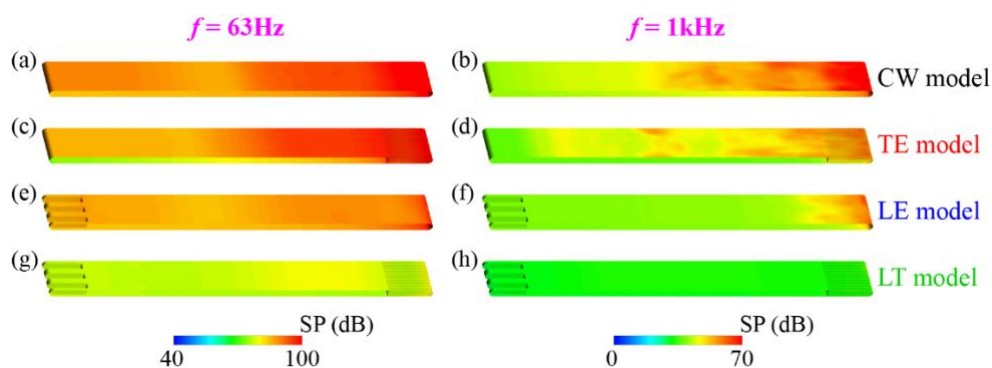 f = 63Hz f = 1kHz
(a) (b) CW model
(c) (d) TE model
(e) (f) LE model
(g) (h) LT model
SP (dB) SP (dB)
40 100 0 70